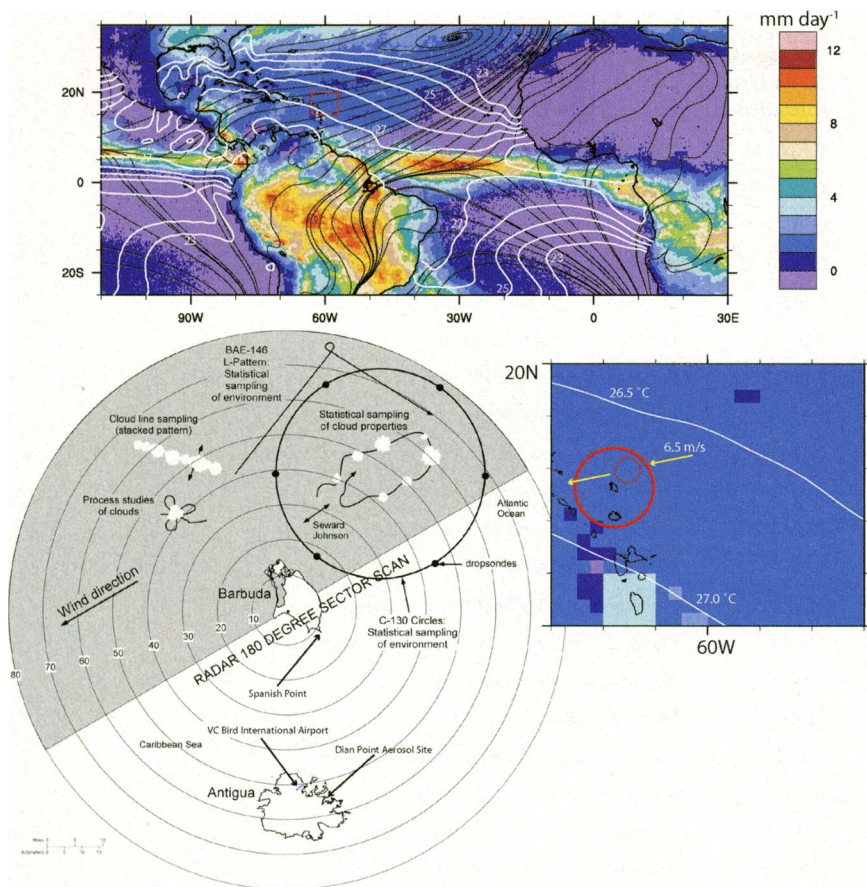 mm day-1
12
8
4
0
20N
0
20S
23
25
27
27
23
23
25
90W
60W
30W
0
30E
BAE-146
L-Pattern:
Statistical
sampling
of environment
Cloud line sampling
(stacked pattern)
Statistical sampling
of cloud properties
Process studies
of clouds
Seward
Johnson
Atlantic
Ocean
dropsondes
Wind direction
Barbuda
RADAR 180 DEGREE SECTOR SCAN
C-130 Circles:
Statistical sampling
of environment
10
20
30
40
50
60
70
80
Spanish Point
VC Bird International Airport
Caribbean Sea
Dian Point Aerosol Site
Antigua
20N
26.5 °C
6.5 m/s
27.0 °C
60W